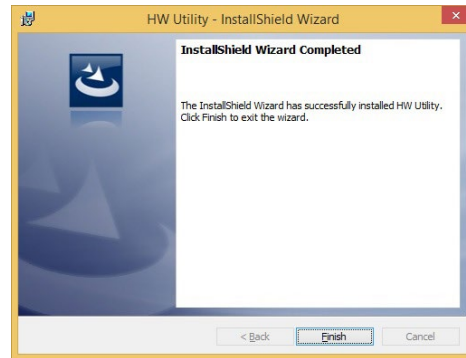 HW Utility - InstallShield Wizard
InstallShield Wizard Completed
The InstallShield Wizard has successfully installed HW Utility.
Click Finish to exit the wizard.
< Back
Finish
Cancel